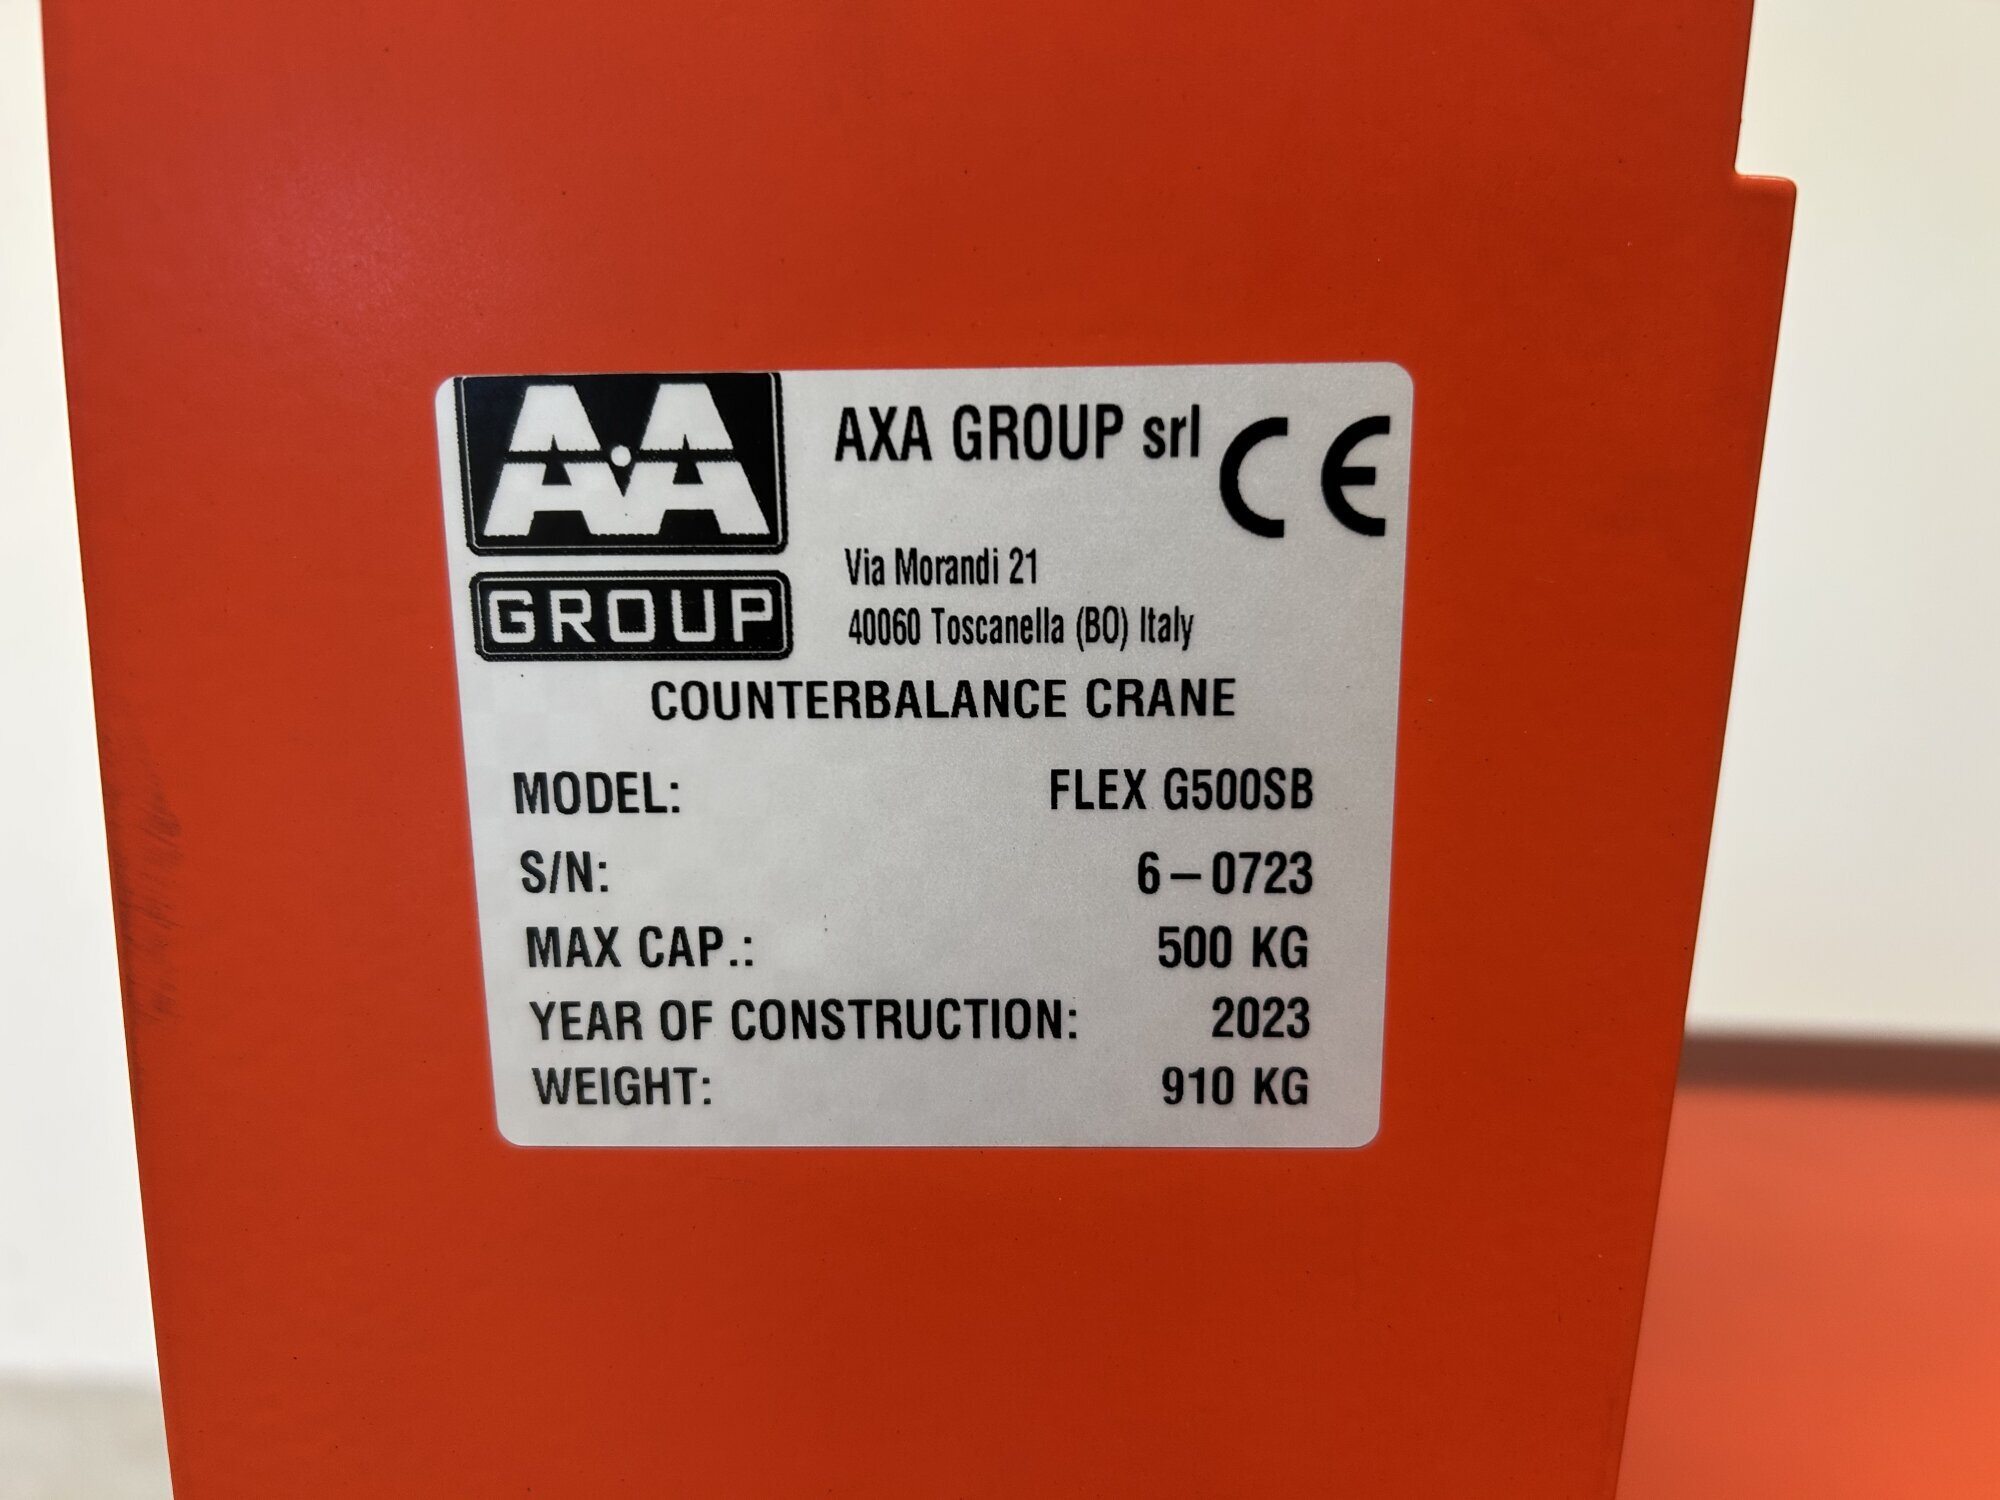 AXA GROUP srl CE
GROUP
Via Morandi 21
40060 Toscanella (BO) Italy
COUNTERBALANCE CRANE
MODEL: FLEX G500SB
S/N: 6-0723
MAX CAP.: 500 KG
YEAR OF CONSTRUCTION: 2023
WEIGHT: 910 KG